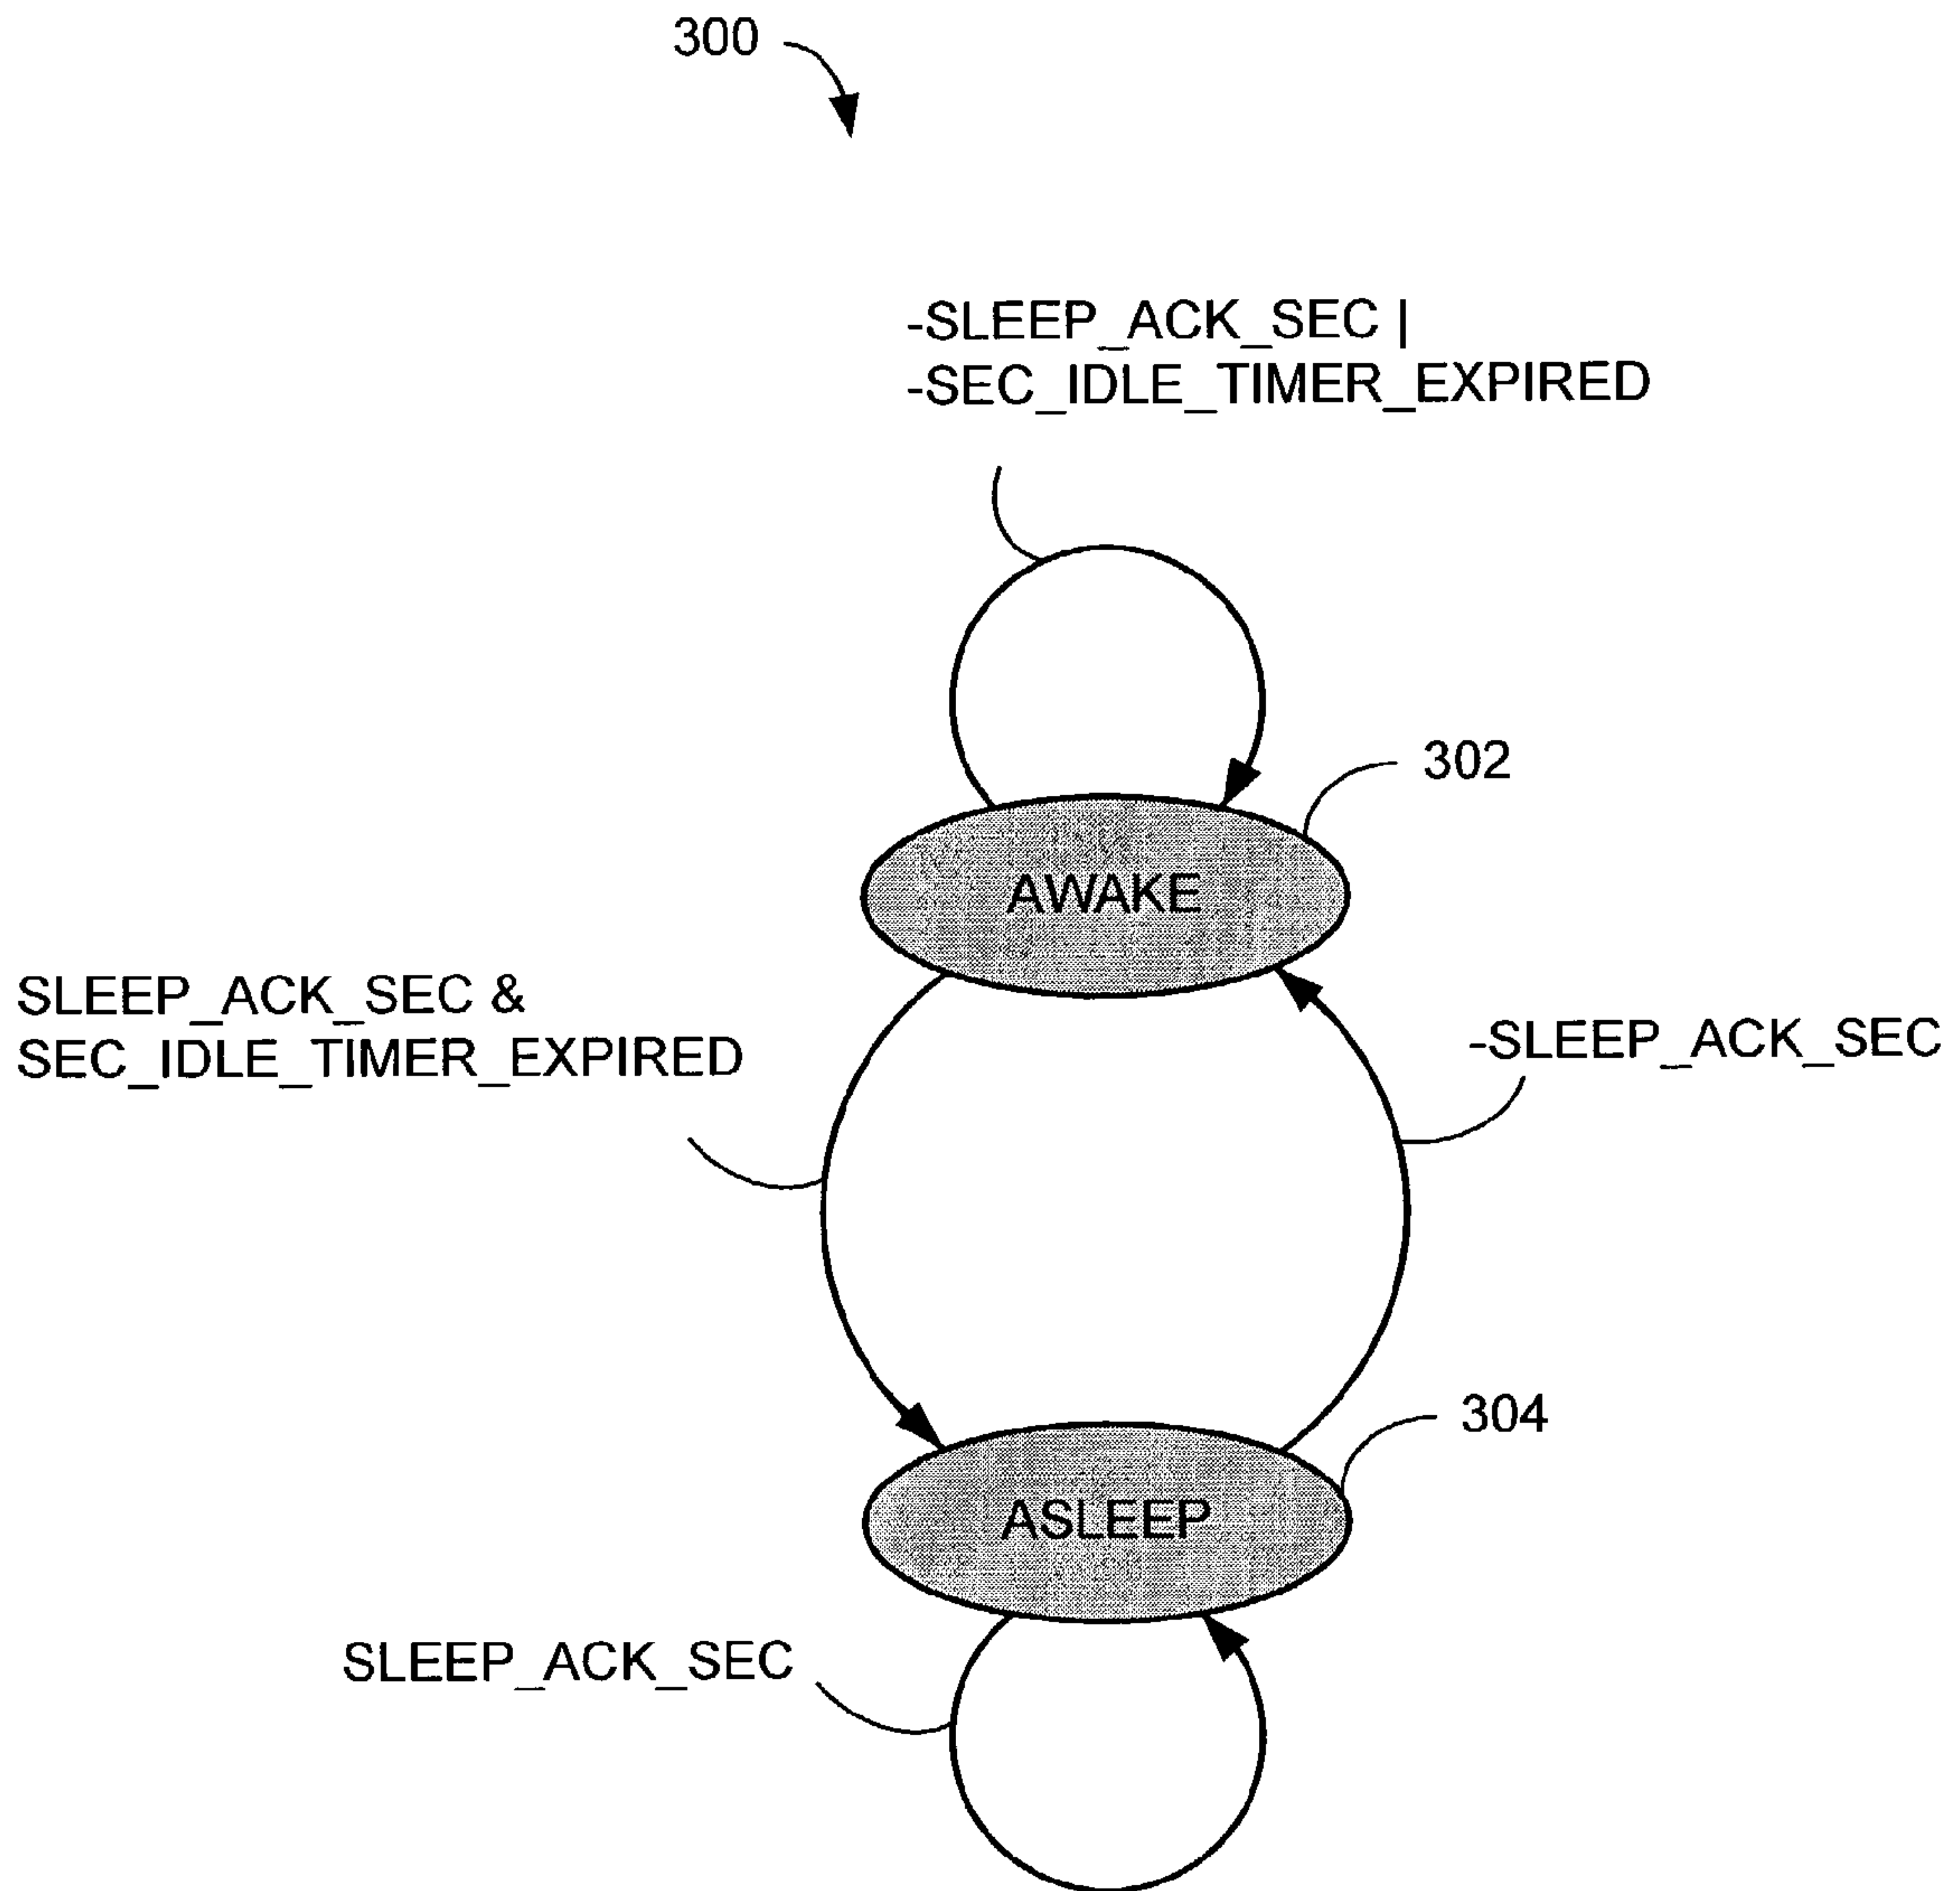 300
-SLEEP_ACK_SEC |
-SEC_IDLE_TIMER_EXPIRED
302
AWAKE
SLEEP_ACK_SEC &
SEC_IDLE_TIMER_EXPIRED
-SLEEP_ACK_SEC
304
ASLEEP
SLEEP_ACK_SEC